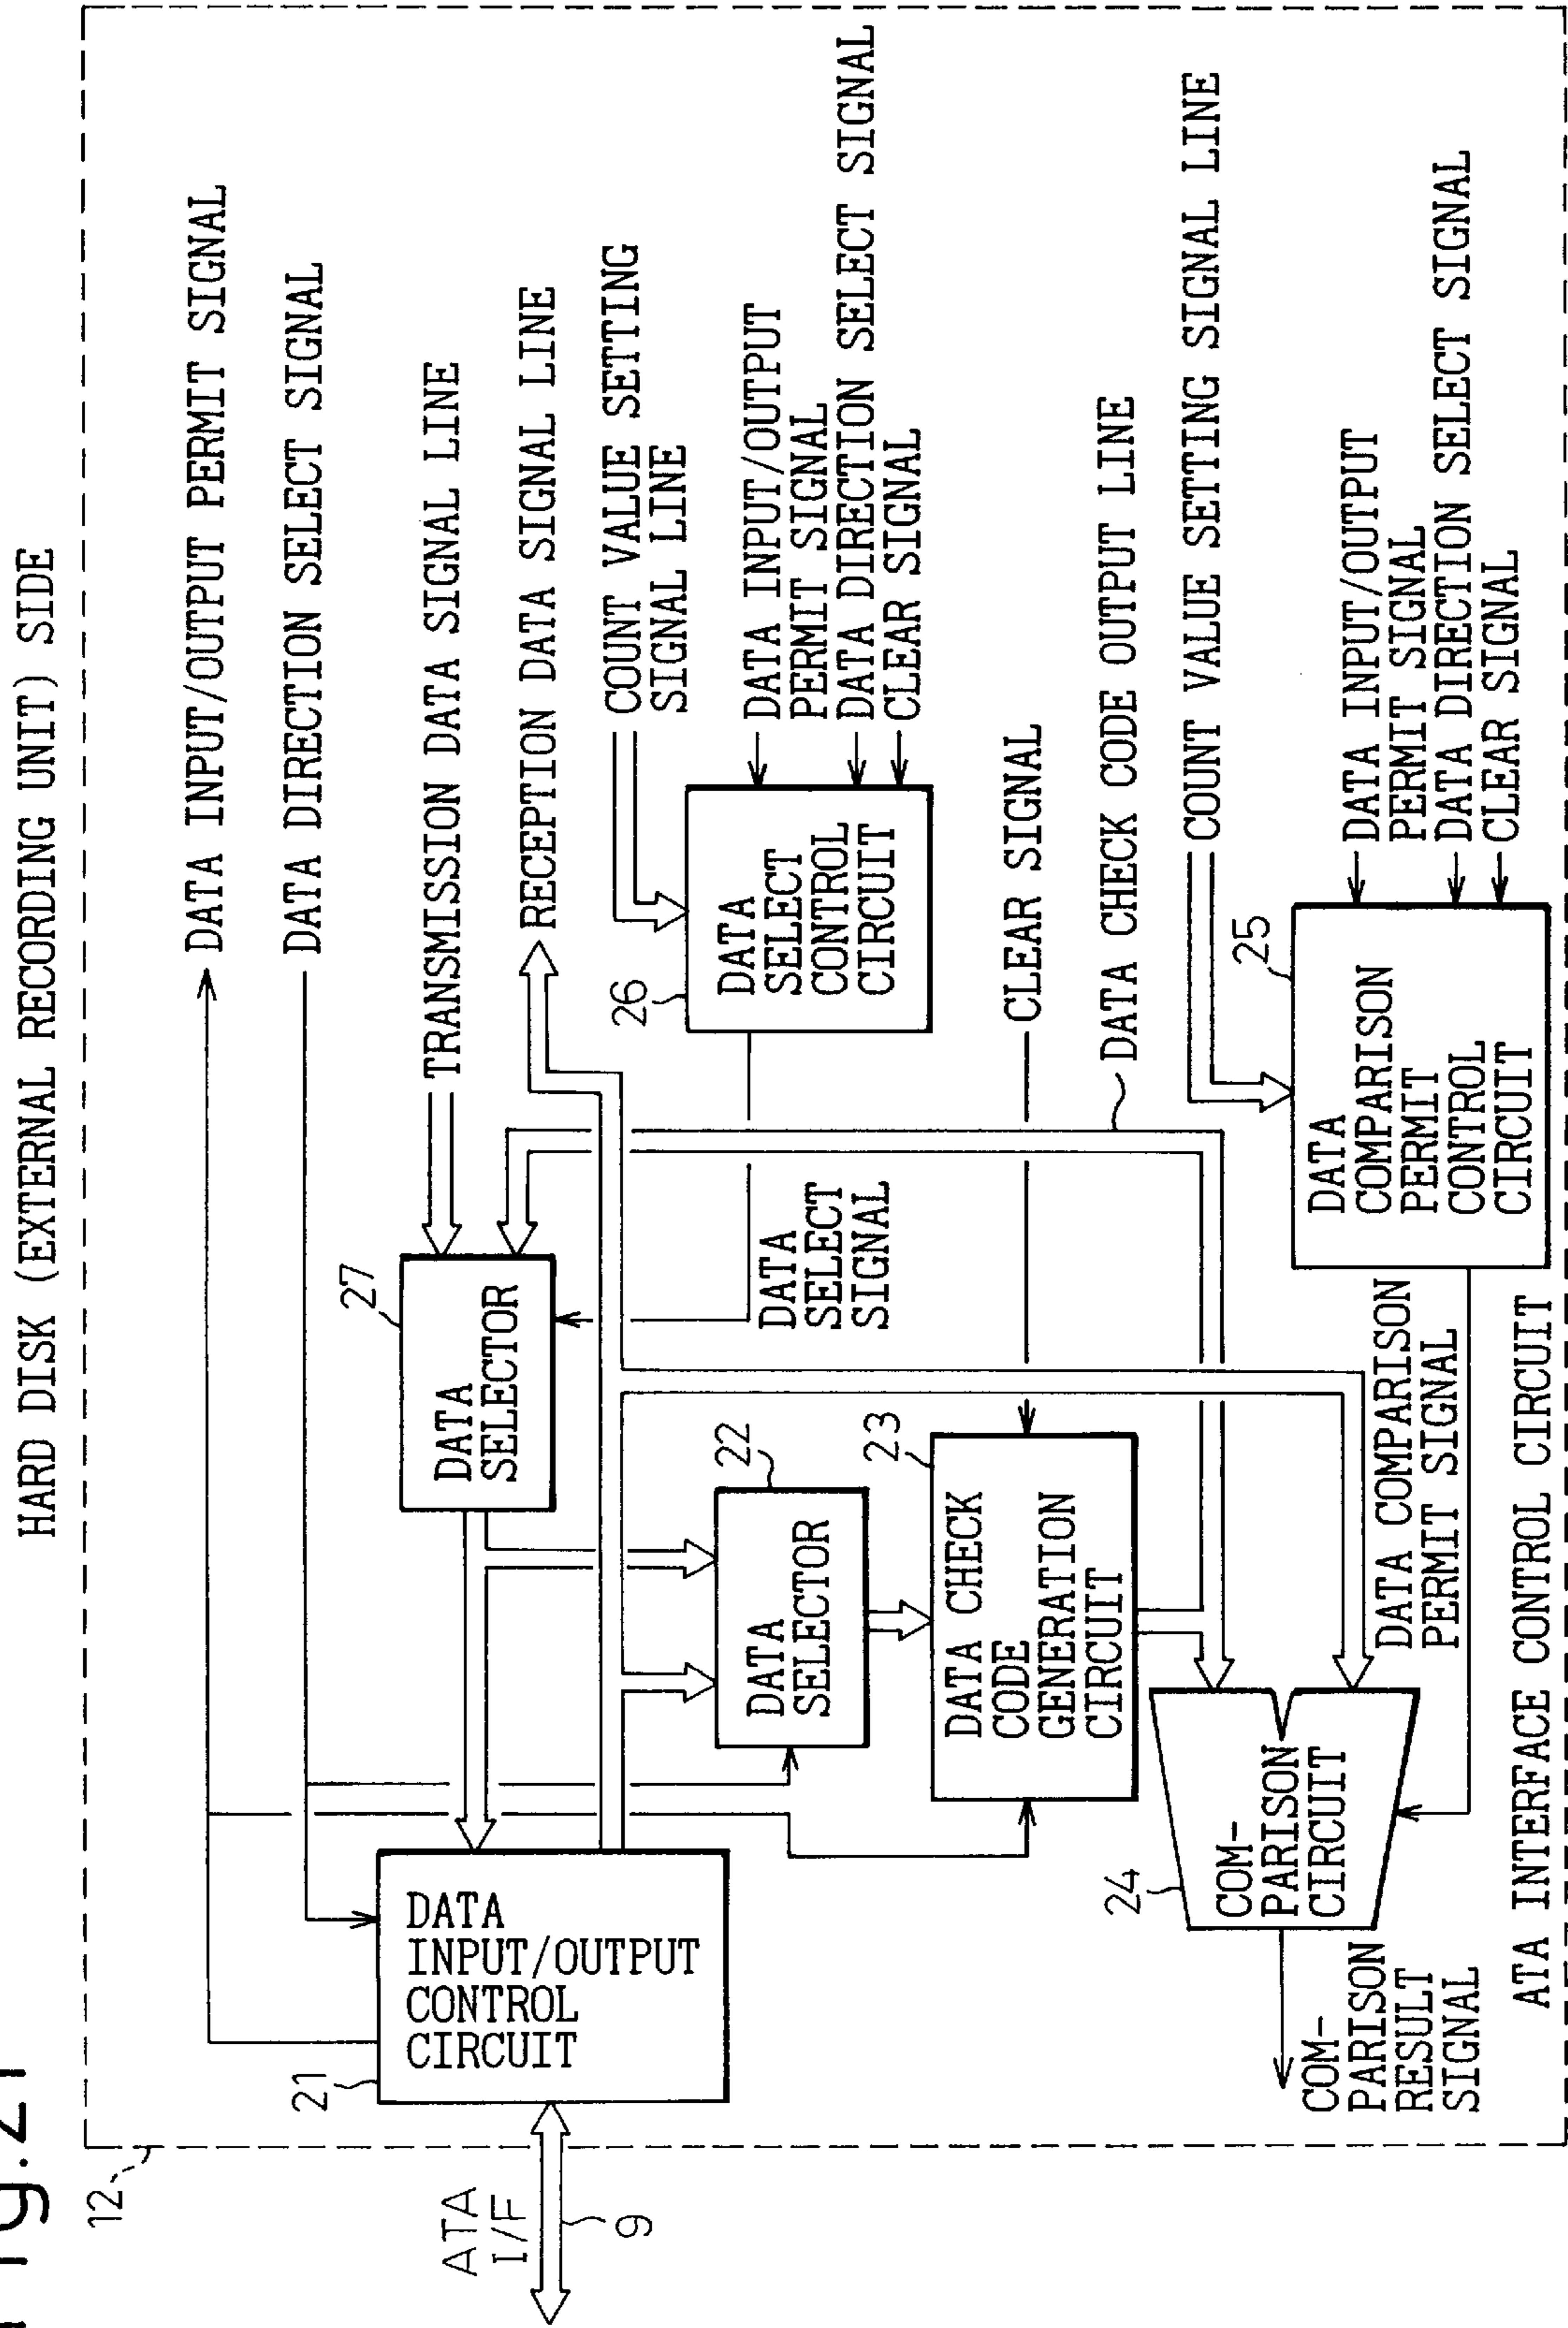 Fig.21
HARD DISK (EXTERNAL RECORDING UNIT) SIDE
12
DATA INPUT/OUTPUT PERMIT SIGNAL
DATA DIRECTION SELECT SIGNAL
TRANSMISSION DATA SIGNAL LINE
RECEPTION DATA SIGNAL LINE
COUNT VALUE SETTING
SIGNAL LINE
DATA INPUT/OUTPUT
PERMIT SIGNAL
DATA DIRECTION SELECT SIGNAL
CLEAR SIGNAL
ATA
I/F
9
21
DATA
INPUT/OUTPUT
CONTROL
CIRCUIT
27
DATA
SELECTOR
26
DATA
SELECT
CONTROL
CIRCUIT
DATA
SELECT
SIGNAL
22
DATA
SELECTOR
23
DATA CHECK
CODE
GENERATION
CIRCUIT
CLEAR SIGNAL
DATA CHECK CODE OUTPUT LINE
COUNT VALUE SETTING SIGNAL LINE
24
COM-
PARISON
CIRCUIT
25
DATA
COMPARISON
PERMIT
CONTROL
CIRCUIT
DATA INPUT/OUTPUT
PERMIT SIGNAL
DATA DIRECTION SELECT SIGNAL
CLEAR SIGNAL
COM-
PARISON
RESULT
SIGNAL
DATA COMPARISON
PERMIT SIGNAL
ATA INTERFACE CONTROL CIRCUIT